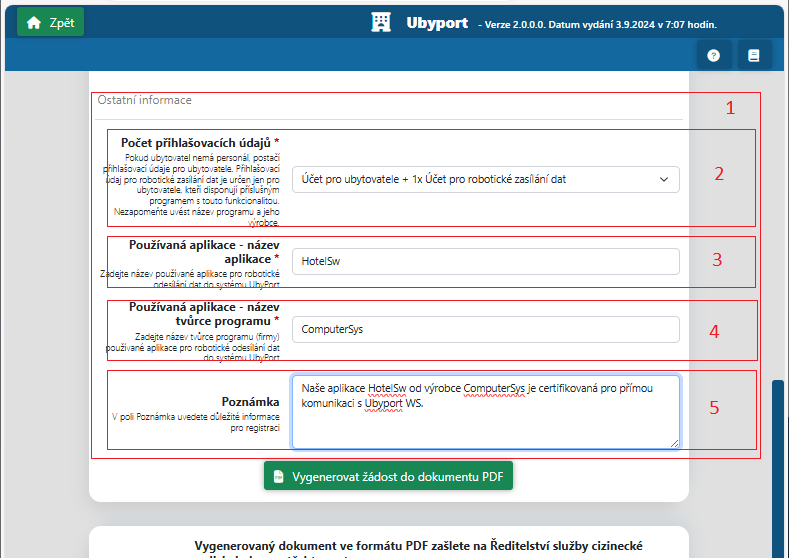 Zpět
Ubyport - Verze 2.0.0.0. Datum vydání 3.9.2024 v 7:07 hodin.
Ostatní informace
1
Počet přihlašovacích údajů *
Pokud ubytovatel nemá personál, postačí
přihlašovací údaje pro ubytovatele. Přihlašovací
údaj pro robotické zasílání dat je určen jen pro
ubytovatele, kteří disponují příslušným
programem s touto funkcionalitou.
Nezapomeňte uvést název programu a jeho
výrobce.
Účet pro ubytovatele + 1x Účet pro robotické zasílání dat
2
Používaná aplikace - název
aplikace *
Zadejte název používané aplikace pro robotické
odesílání dat do systému UbyPort
HotelSw
3
Používaná aplikace - název
tvůrce programu *
Zadejte název tvůrce programu (firmy)
používané aplikace pro robotické odesílání dat
do systému UbyPort
ComputerSys
4
Poznámka
V poli Poznámka uvedete důležité informace
pro registraci
Naše aplikace HotelSw od výrobce ComputerSys je certifikovaná pro přímou
komunikaci s Ubyport WS.
5
Vygenerovat žádost do dokumentu PDF
Vygenerovaný dokument ve formátu PDF zašlete na Ředitelství služby cizinecké